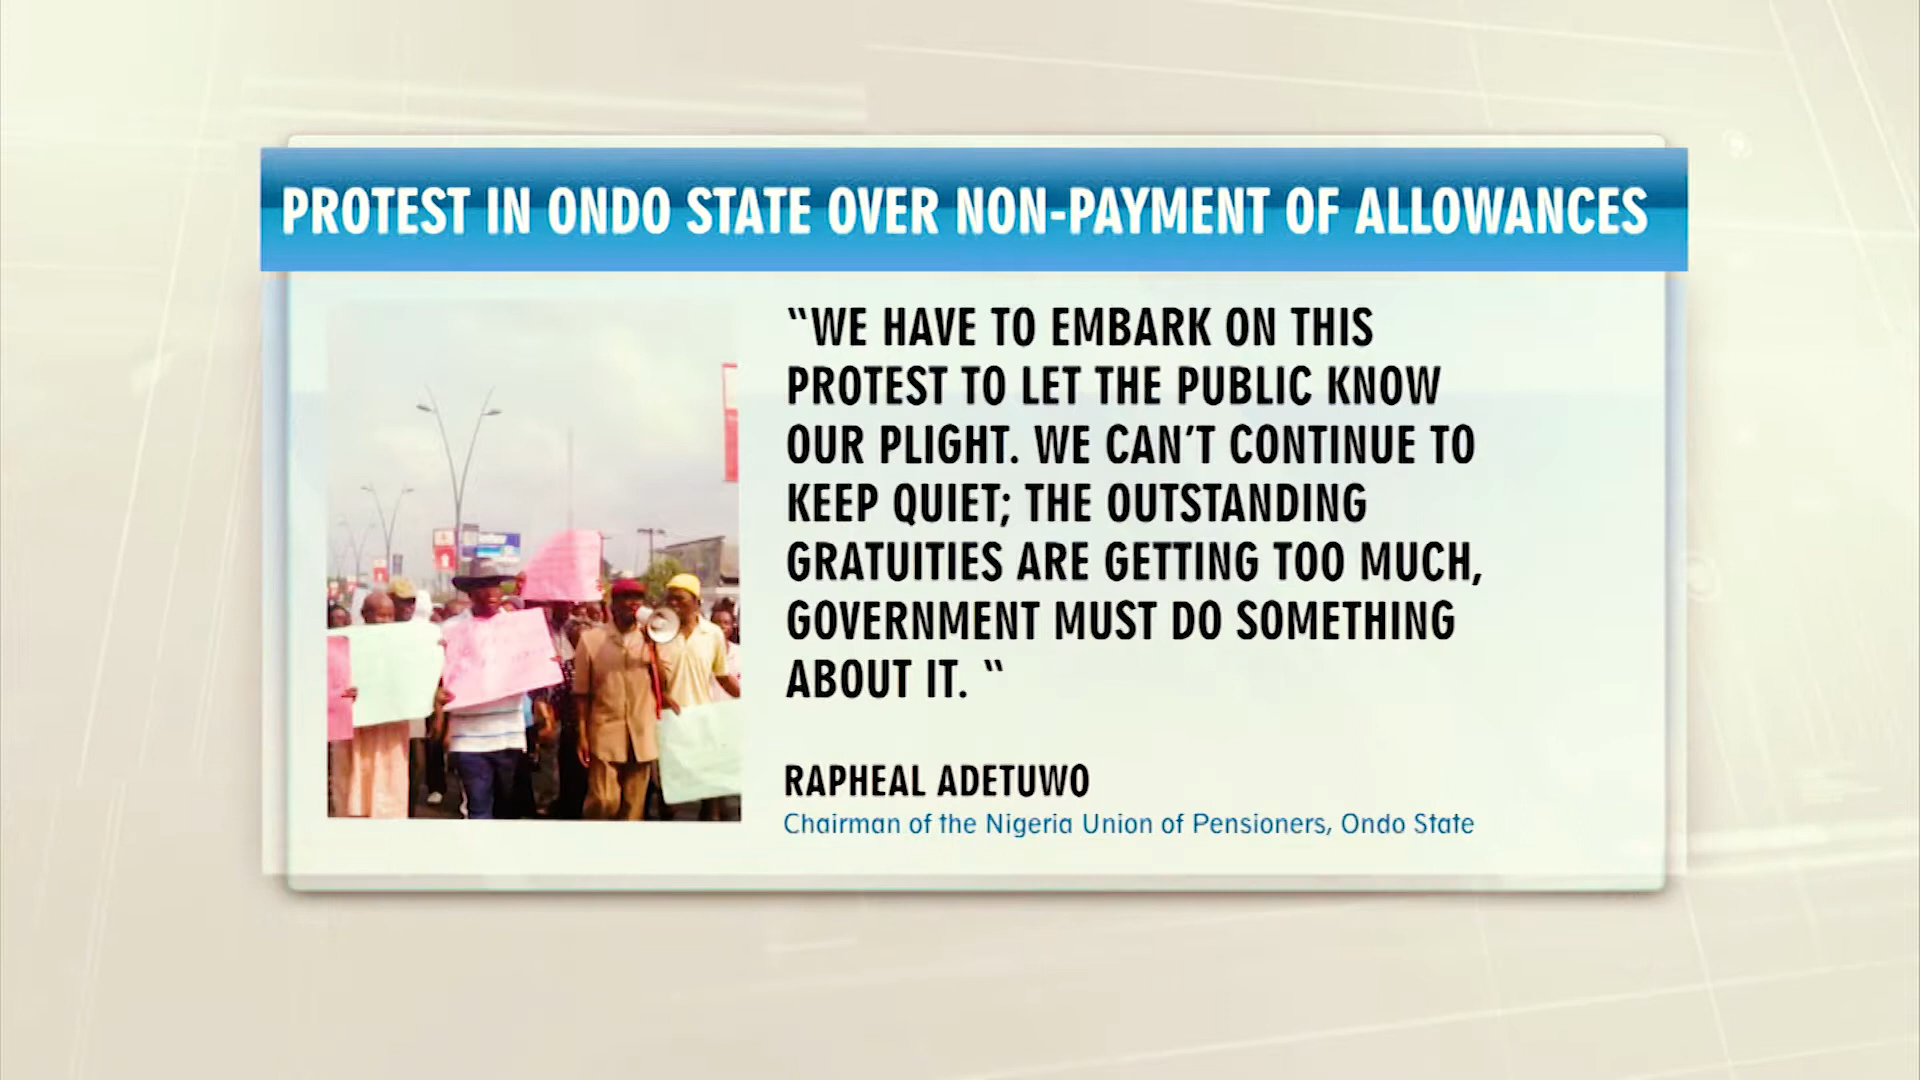 PROTEST IN ONDO STATE OVER NON-PAYMENT OF ALLOWANCES
“WE HAVE TO EMBARK ON THIS
PROTEST TO LET THE PUBLIC KNOW
OUR PLIGHT. WE CAN’T CONTINUE TO
KEEP QUIET; THE OUTSTANDING
GRATUITIES ARE GETTING TOO MUCH,
GOVERNMENT MUST DO SOMETHING
ABOUT IT. “
RAPHEAL ADETUWO
Chairman of the Nigeria Union of Pensioners, Ondo State